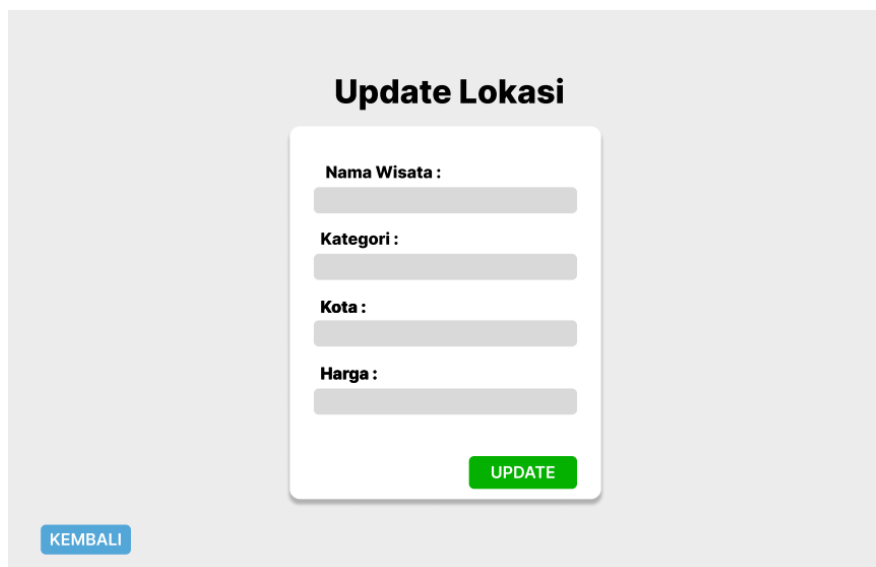 Update Lokasi
Nama Wisata :
Kategori :
Kota :
Harga :
UPDATE
KEMBALI